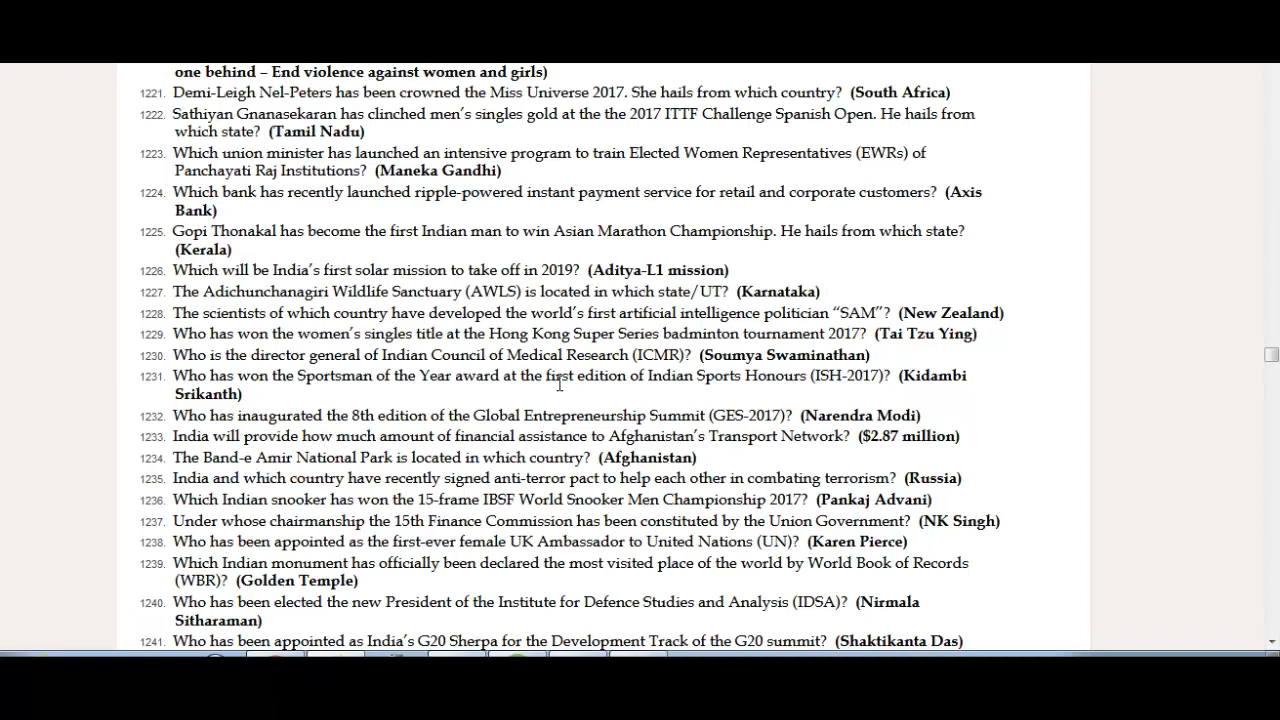 one behind – End violence against women and girls)
1221. Demi-Leigh Nel-Peters has been crowned the Miss Universe 2017. She hails from which country? (South Africa)
1222. Sathiyan Gnanasekaran has clinched men's singles gold at the the 2017 ITTF Challenge Spanish Open. He hails from
which state? (Tamil Nadu)
1223. Which union minister has launched an intensive program to train Elected Women Representatives (EWRs) of
Panchayati Raj Institutions? (Maneka Gandhi)
1224. Which bank has recently launched ripple-powered instant payment service for retail and corporate customers? (Axis
Bank)
1225. Gopi Thonakal has become the first Indian man to win Asian Marathon Championship. He hails from which state?
(Kerala)
1226. Which will be India's first solar mission to take off in 2019? (Aditya-L1 mission)
1227. The Adichunchanagiri Wildlife Sanctuary (AWLS) is located in which state/UT? (Karnataka)
1228. The scientists of which country have developed the world's first artificial intelligence politician "SAM"? (New Zealand)
1229. Who has won the women's singles title at the Hong Kong Super Series badminton tournament 2017? (Tai Tzu Ying)
1230. Who is the director general of Indian Council of Medical Research (ICMR)? (Soumya Swaminathan)
1231. Who has won the Sportsman of the Year award at the first edition of Indian Sports Honours (ISH-2017)? (Kidambi
Srikanth)
1232. Who has inaugurated the 8th edition of the Global Entrepreneurship Summit (GES-2017)? (Narendra Modi)
1233. India will provide how much amount of financial assistance to Afghanistan's Transport Network? ($2.87 million)
1234. The Band-e Amir National Park is located in which country? (Afghanistan)
1235. India and which country have recently signed anti-terror pact to help each other in combating terrorism? (Russia)
1236. Which Indian snooker has won the 15-frame IBSF World Snooker Men Championship 2017? (Pankaj Advani)
1237. Under whose chairmanship the 15th Finance Commission has been constituted by the Union Government? (NK Singh)
1238. Who has been appointed as the first-ever female UK Ambassador to United Nations (UN)? (Karen Pierce)
1239. Which Indian monument has officially been declared the most visited place of the world by World Book of Records
(WBR)? (Golden Temple)
1240. Who has been elected the new President of the Institute for Defence Studies and Analysis (IDSA)? (Nirmala
Sitharaman)
1241. Who has been appointed as India's G20 Sherpa for the Development Track of the G20 summit? (Shaktikanta Das)